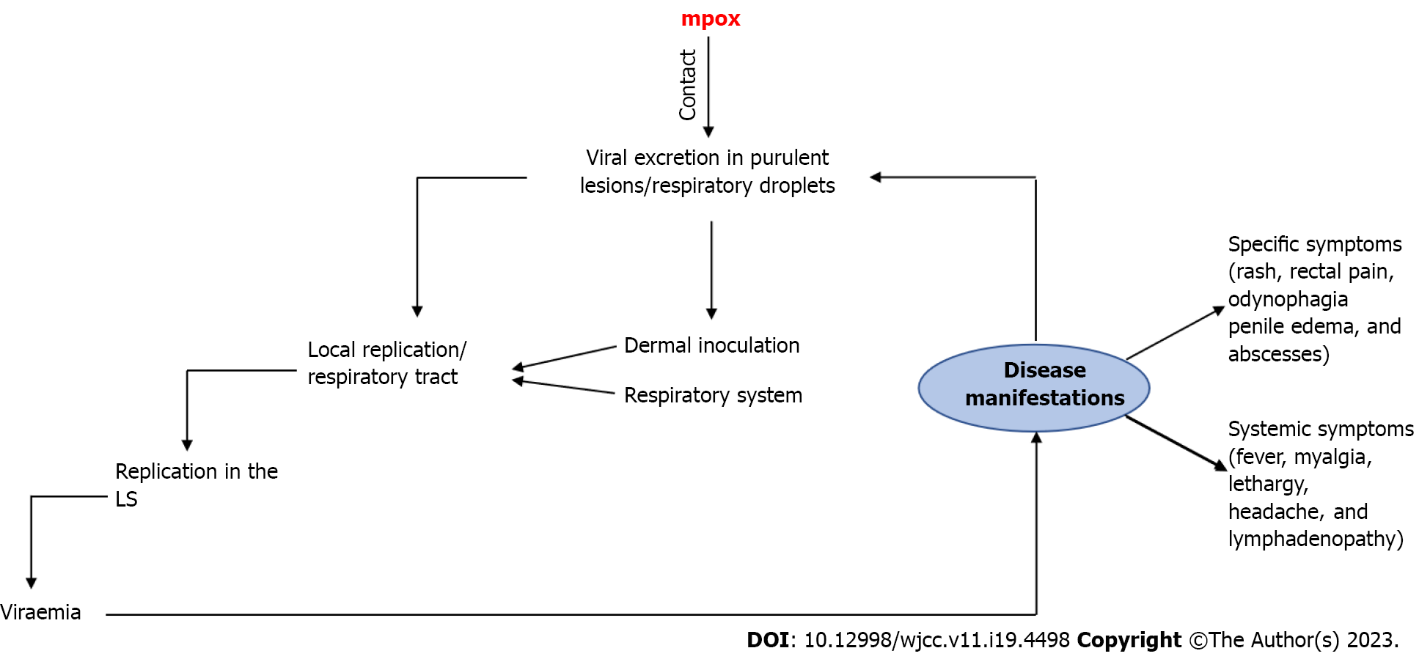 mpox
Contact
Viral excretion in purulent
lesions/respiratory droplets
Specific symptoms
(rash, rectal pain,
odynophagia
penile edema, and
abscesses)
Local replication/
respiratory tract
Dermal inoculation
Respiratory system
Disease
manifestations
Systemic symptoms
(fever, myalgia,
lethargy,
headache, and
lymphadenopathy)
Replication in the
LS
Viraemia
DOI: 10.12998/wjcc.v11.i19.4498 Copyright ©The Author(s) 2023.